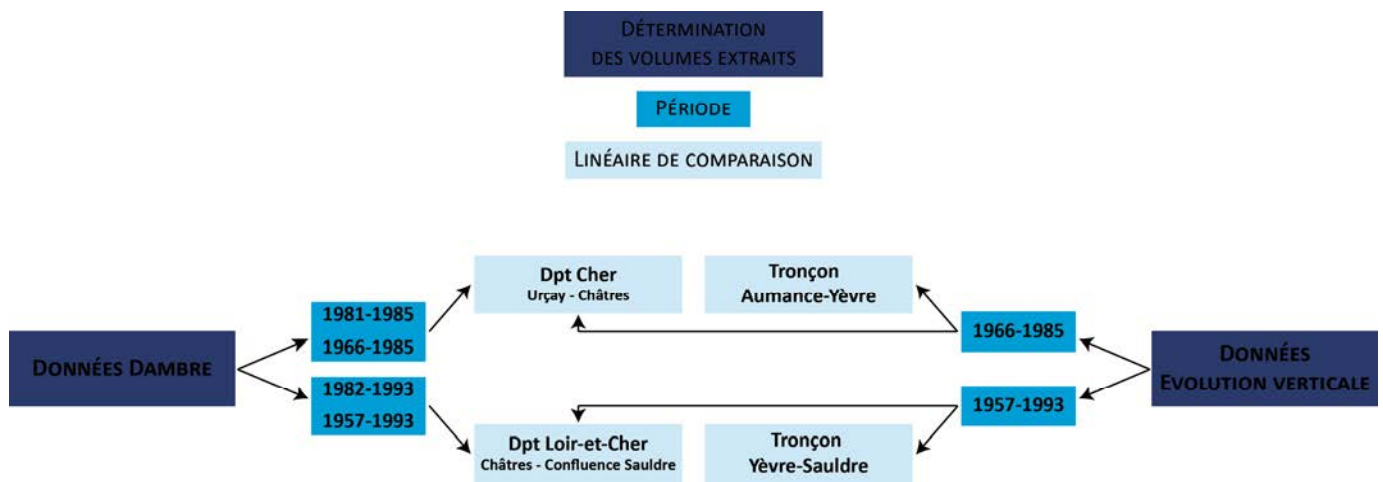 DÉTERMINATION
DES VOLUMES EXTRAITS
PÉRIODE
LINÉAIRE DE COMPARAISON
Dpt Cher
Urçay - Châtres
Tronçon
Aumance-Yèvre
1981-1985
1966-1985
1966-1985
DONNÉES DAMBRE
DONNÉES
EVOLUTION VERTICALE
1982-1993
1957-1993
1957-1993
Dpt Loir-et-Cher
Châtres - Confluence Sauldre
Tronçon
Yèvre-Sauldre